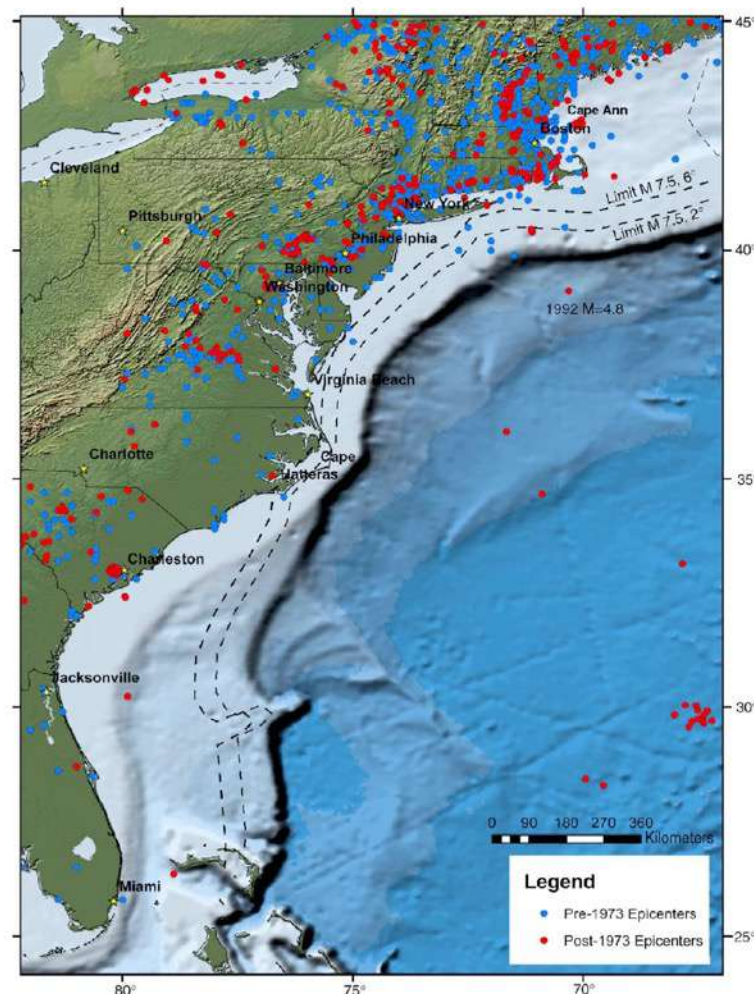 45°
Cape Ann
Boston
Cleveland
Limit M 7.5, 6°
Pittsburgh
New York
Limit M 7.5, 2°
Philadelphia
40°
Baltimore
Washington
1992 M=4.8
Virginia Beach
Charlotte
Cape
Hatteras
35°
Charleston
Jacksonville
30°
0 45 90 180 270 360
Kilometers
Miami
Legend
Pre-1973 Epicenters
Post-1973 Epicenters
25°
80° 75° 70°